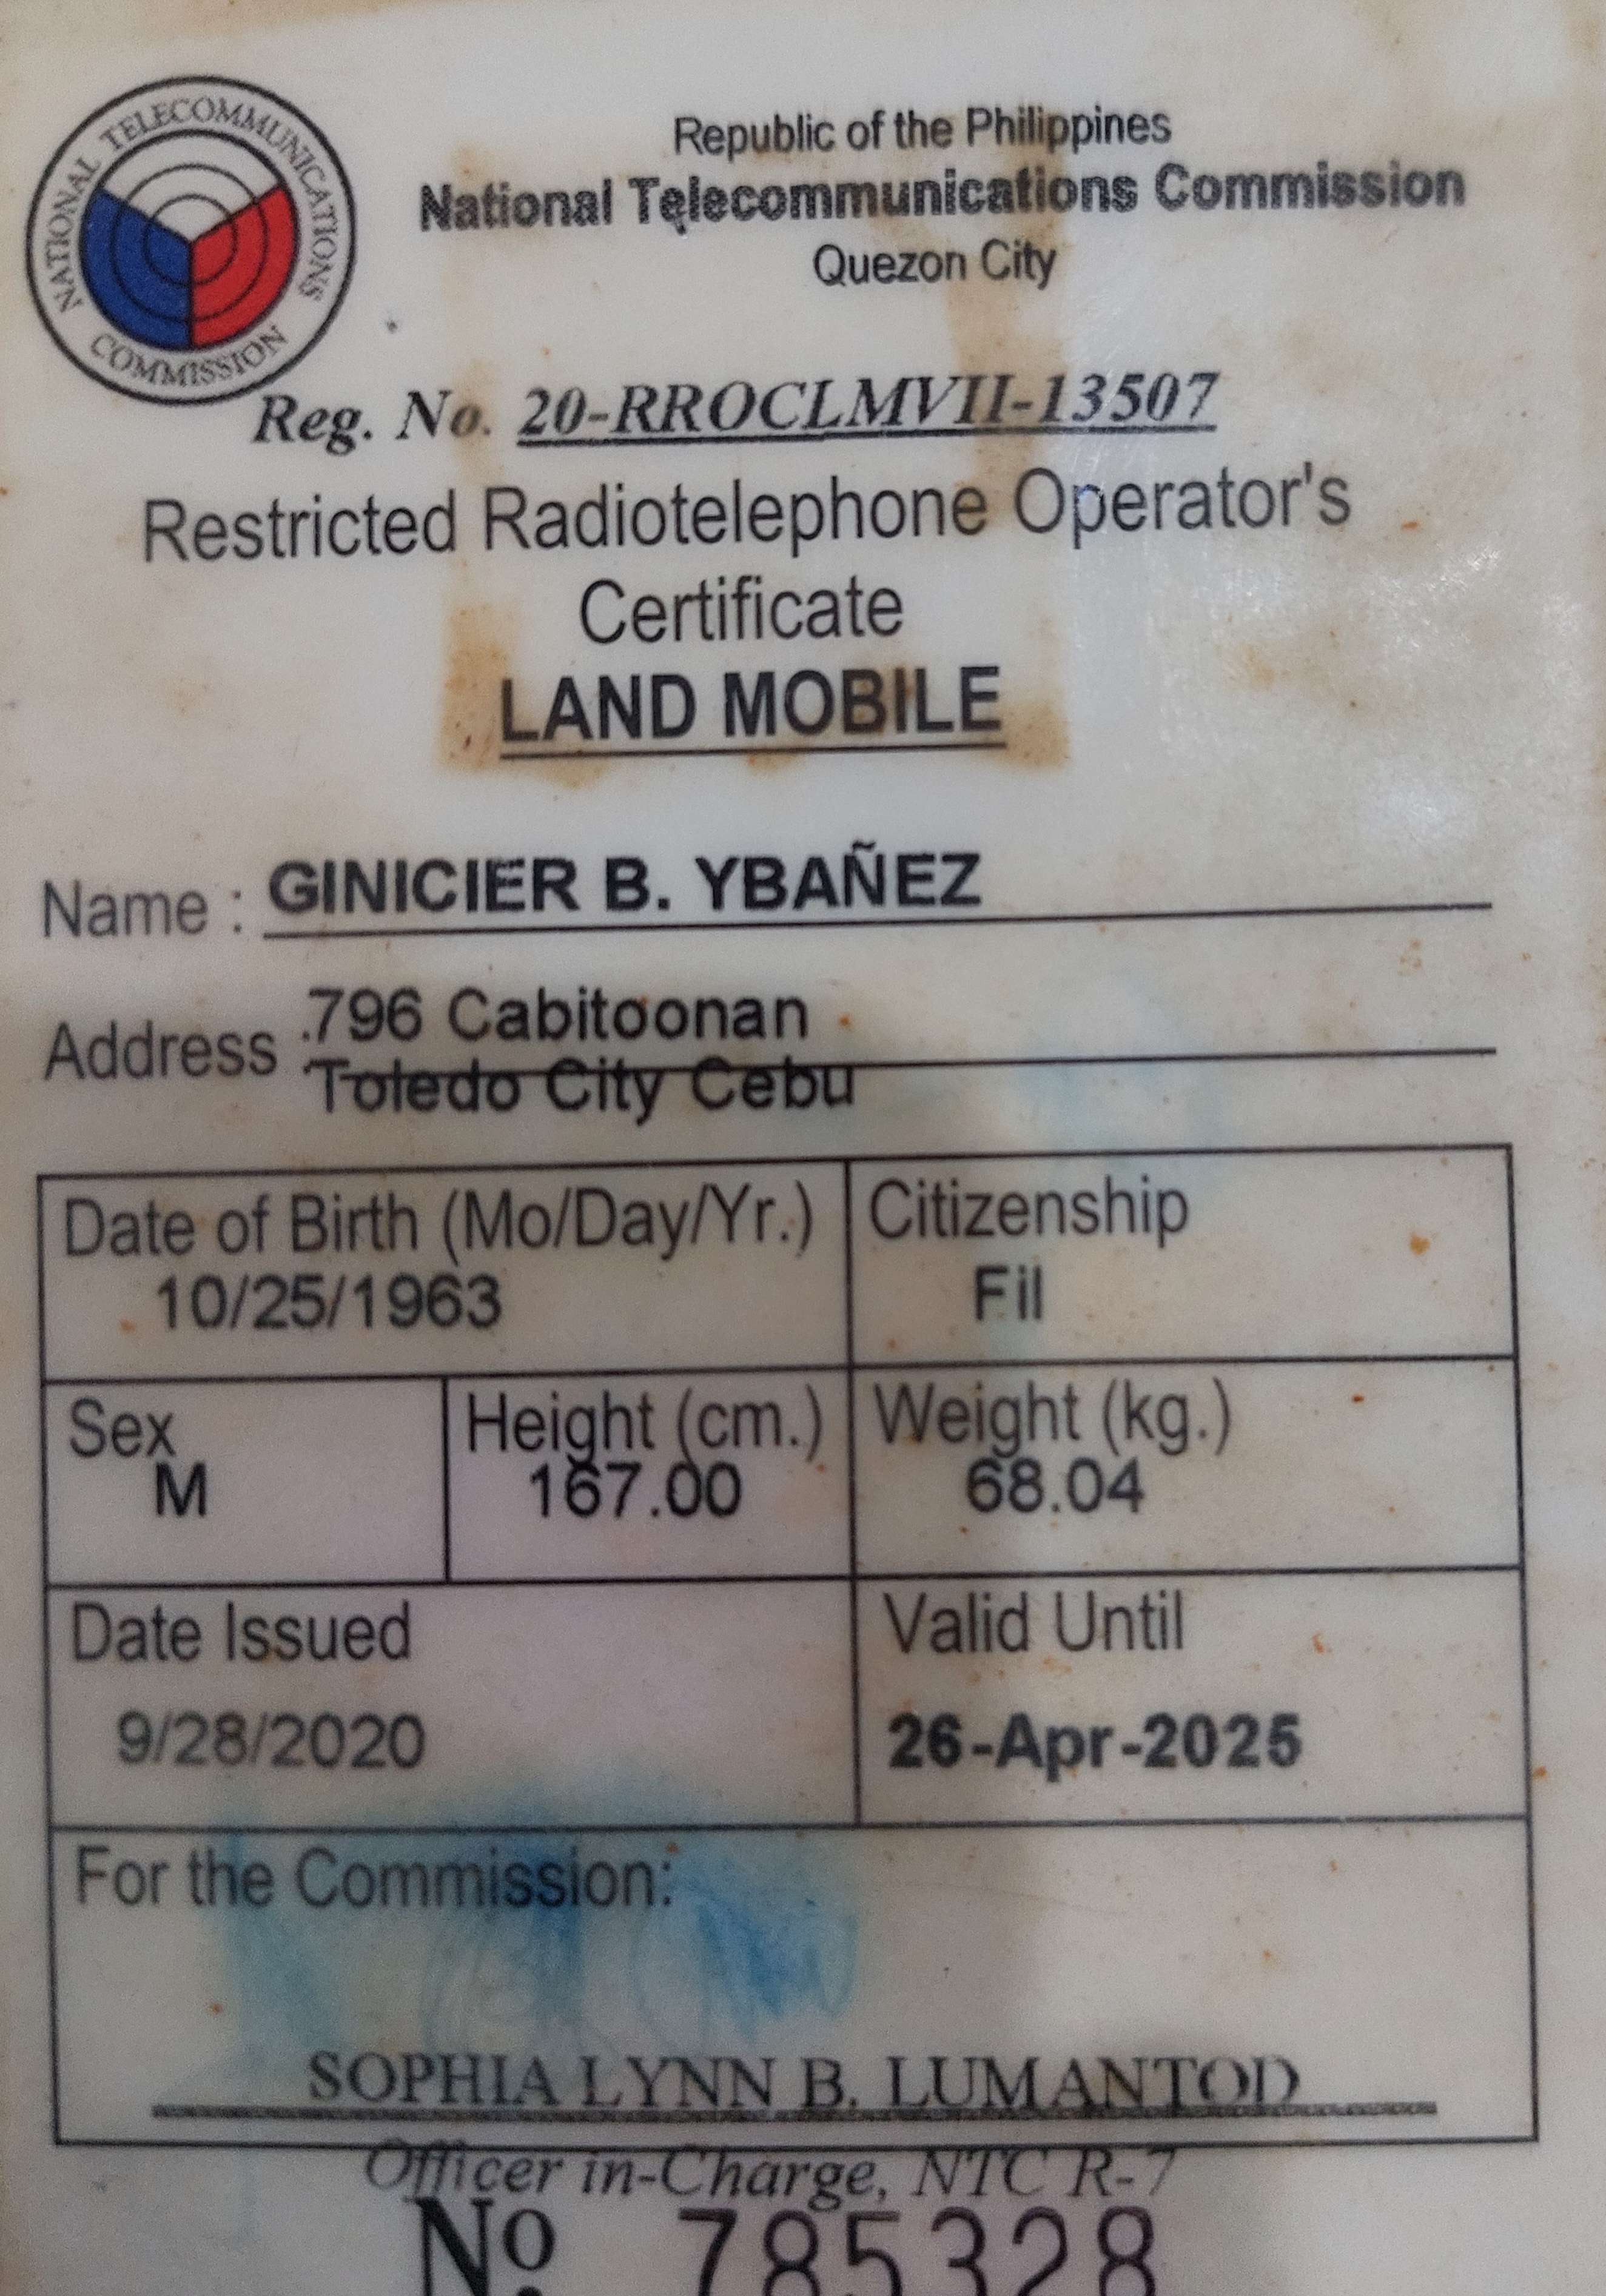 NATIONAL TELECOMMUNICATIONS COMMISSION
Republic of the Philippines
National Telecommunications Commission
Quezon City
Reg. No. 20-RROCLMVII-13507
Restricted Radiotelephone Operator's
Certificate
LAND MOBILE
Name : GINICIER B. YBAÑEZ
Address : 796 Cabitoonan
Toledo City Cebu
Date of Birth (Mo/Day/Yr.) Citizenship
10/25/1963 Fil
Sex Height (cm.) Weight (kg.)
M 167.00 68.04
Date Issued Valid Until
9/28/2020 26-Apr-2025
For the Commission:
SOPHIA LYNN B. LUMANTOD
Officer in-Charge, NTC R-7
No. 785328